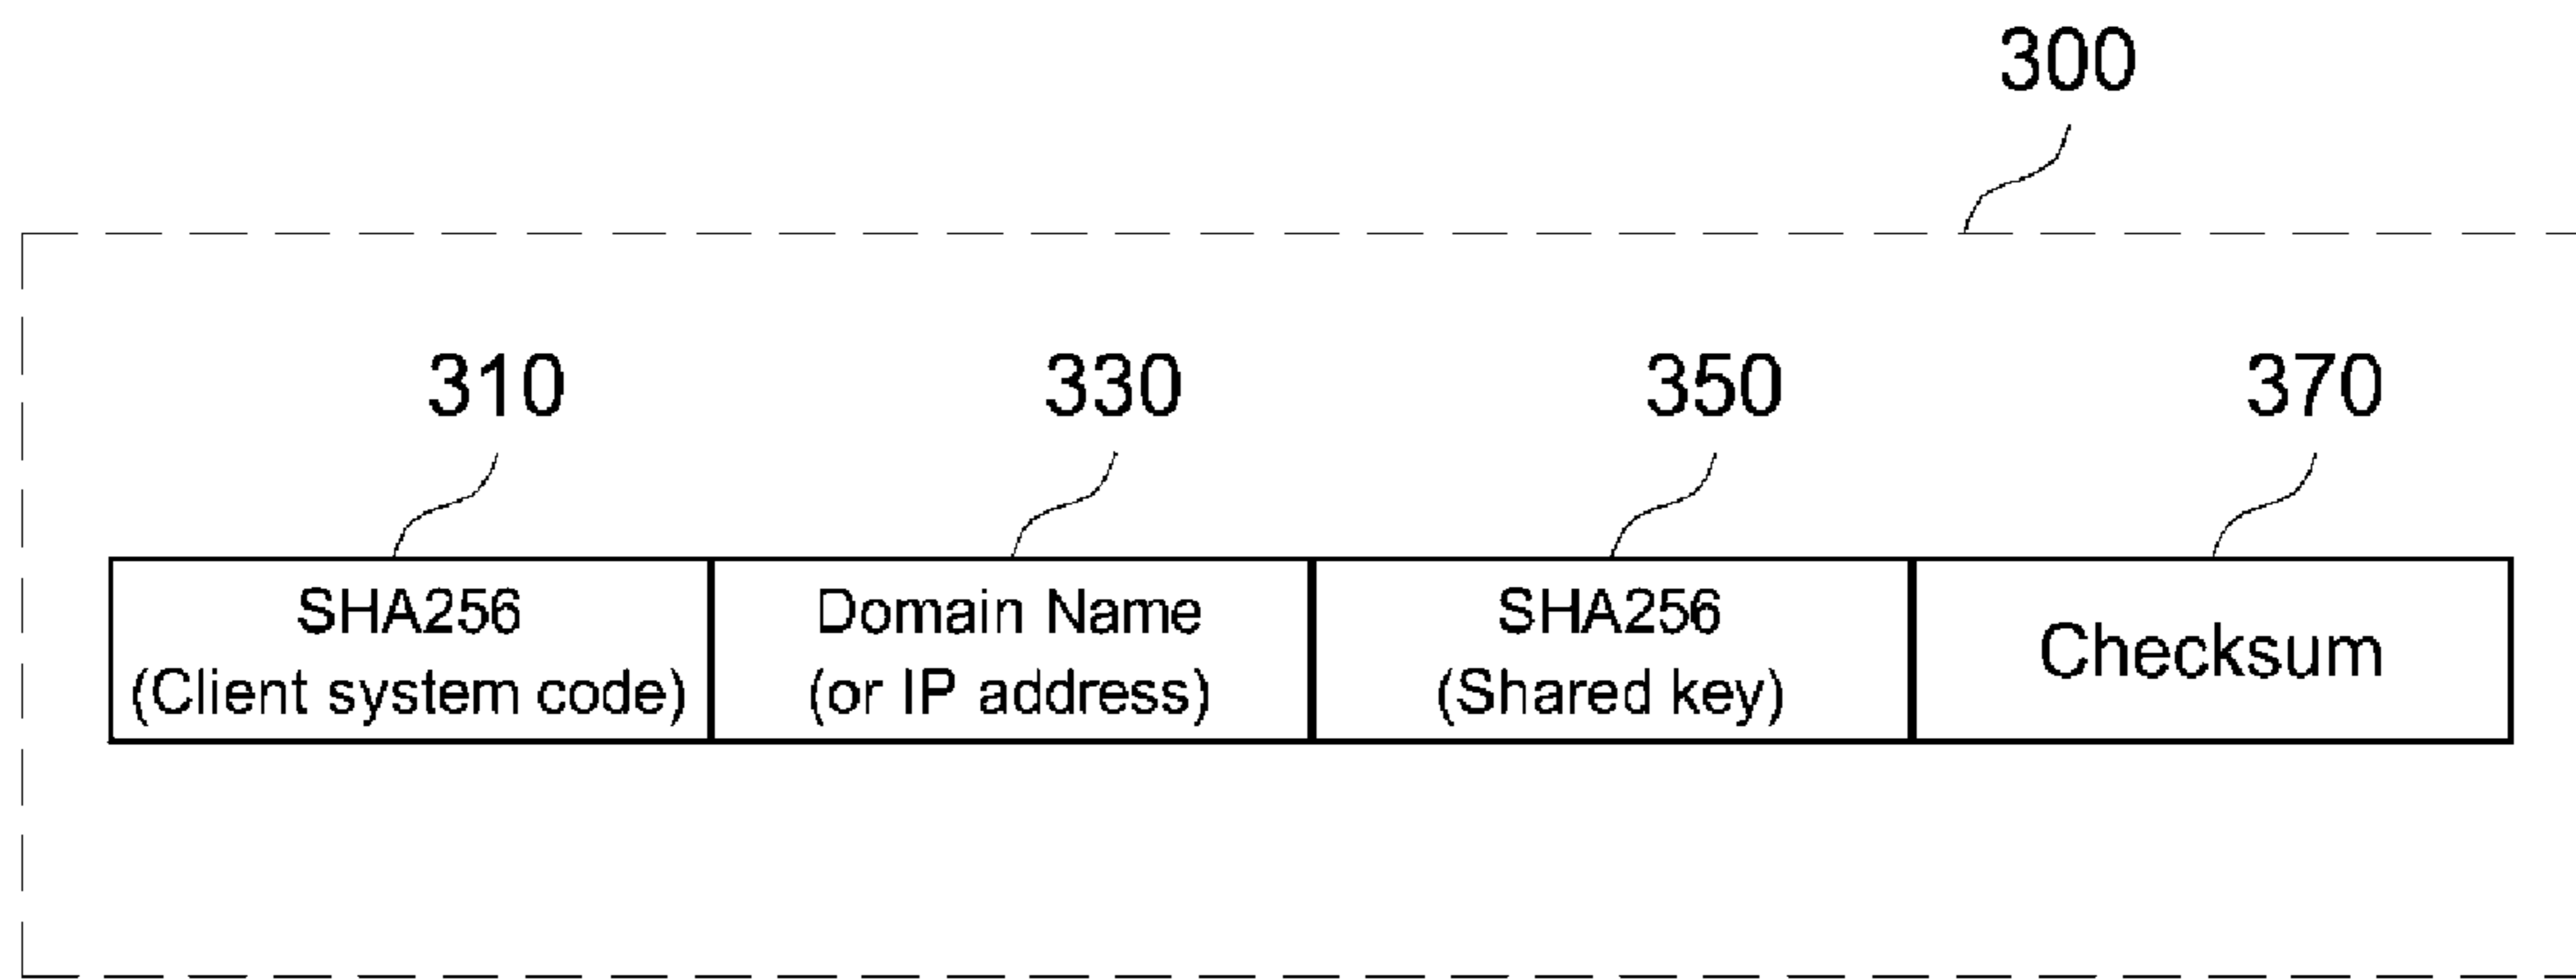 300
310 330 350 370
SHA256 Domain Name SHA256 Checksum
(Client system code) (or IP address) (Shared key)